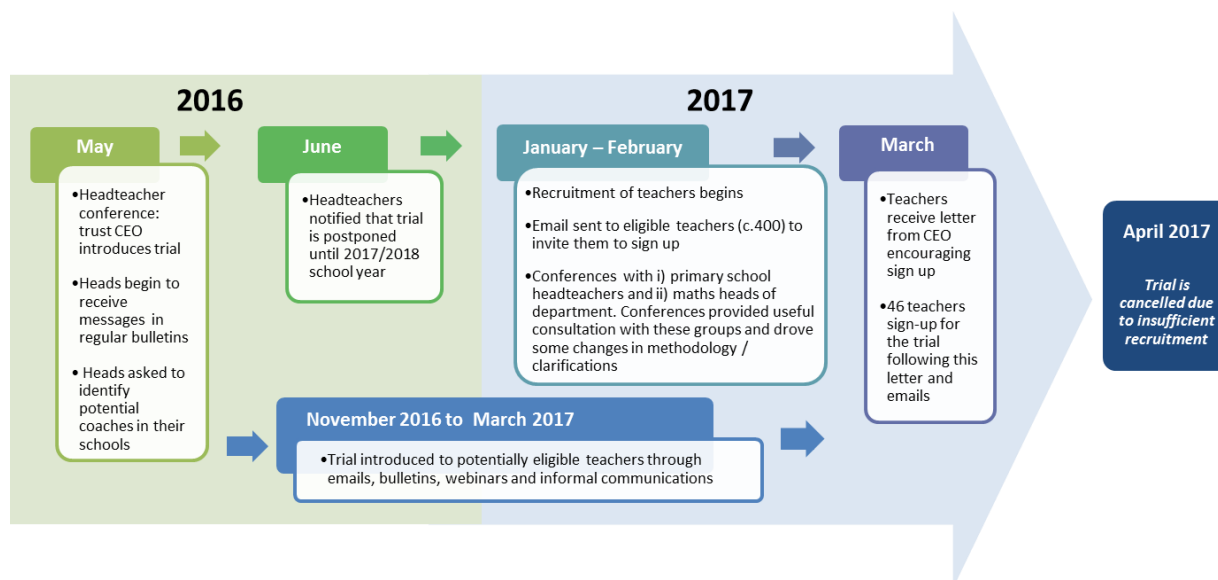 2016
2017
May
•Headteacher
conference:
trust CEO
introduces trial
•Heads begin to
receive
messages in
regular bulletins
• Heads asked to
identify
potential
coaches in their
schools
June
•Headteachers
notified that trial
is postponed
until 2017/2018
school year
November 2016 to March 2017
•Trial introduced to potentially eligible teachers through
emails, bulletins, webinars and informal communications
January – February
•Recruitment of teachers begins
•Email sent to eligible teachers (c.400) to
invite them to sign up
•Conferences with i) primary school
headteachers and ii) maths heads of
department. Conferences provided useful
consultation with these groups and drove
some changes in methodology /
clarifications
March
•Teachers
receive letter
from CEO
encouraging
sign up
•46 teachers
sign-up for
the trial
following this
letter and
emails
April 2017
Trial is
cancelled due
to insufficient
recruitment